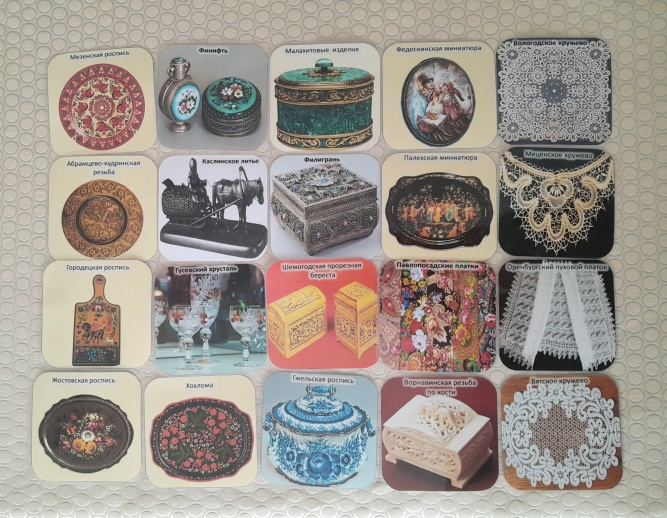 Мезенская роспись
Финифть
Малахитовые изделия
Федоскинская миниатюра
Вологодское кружево
Абрамцево-кудринская
резьба
Каслинское литье
Филигрань
Палехская миниатюра
Мещенское кружево
Городецкая роспись
Гусевский хрусталь
Шемогодская прорезная
береста
Павлопосадские платки
Оренбургский пуховой платок
Жостовская роспись
Хохлома
Гжельская роспись
Ворнавинская резьба
по кости
Вятское кружево